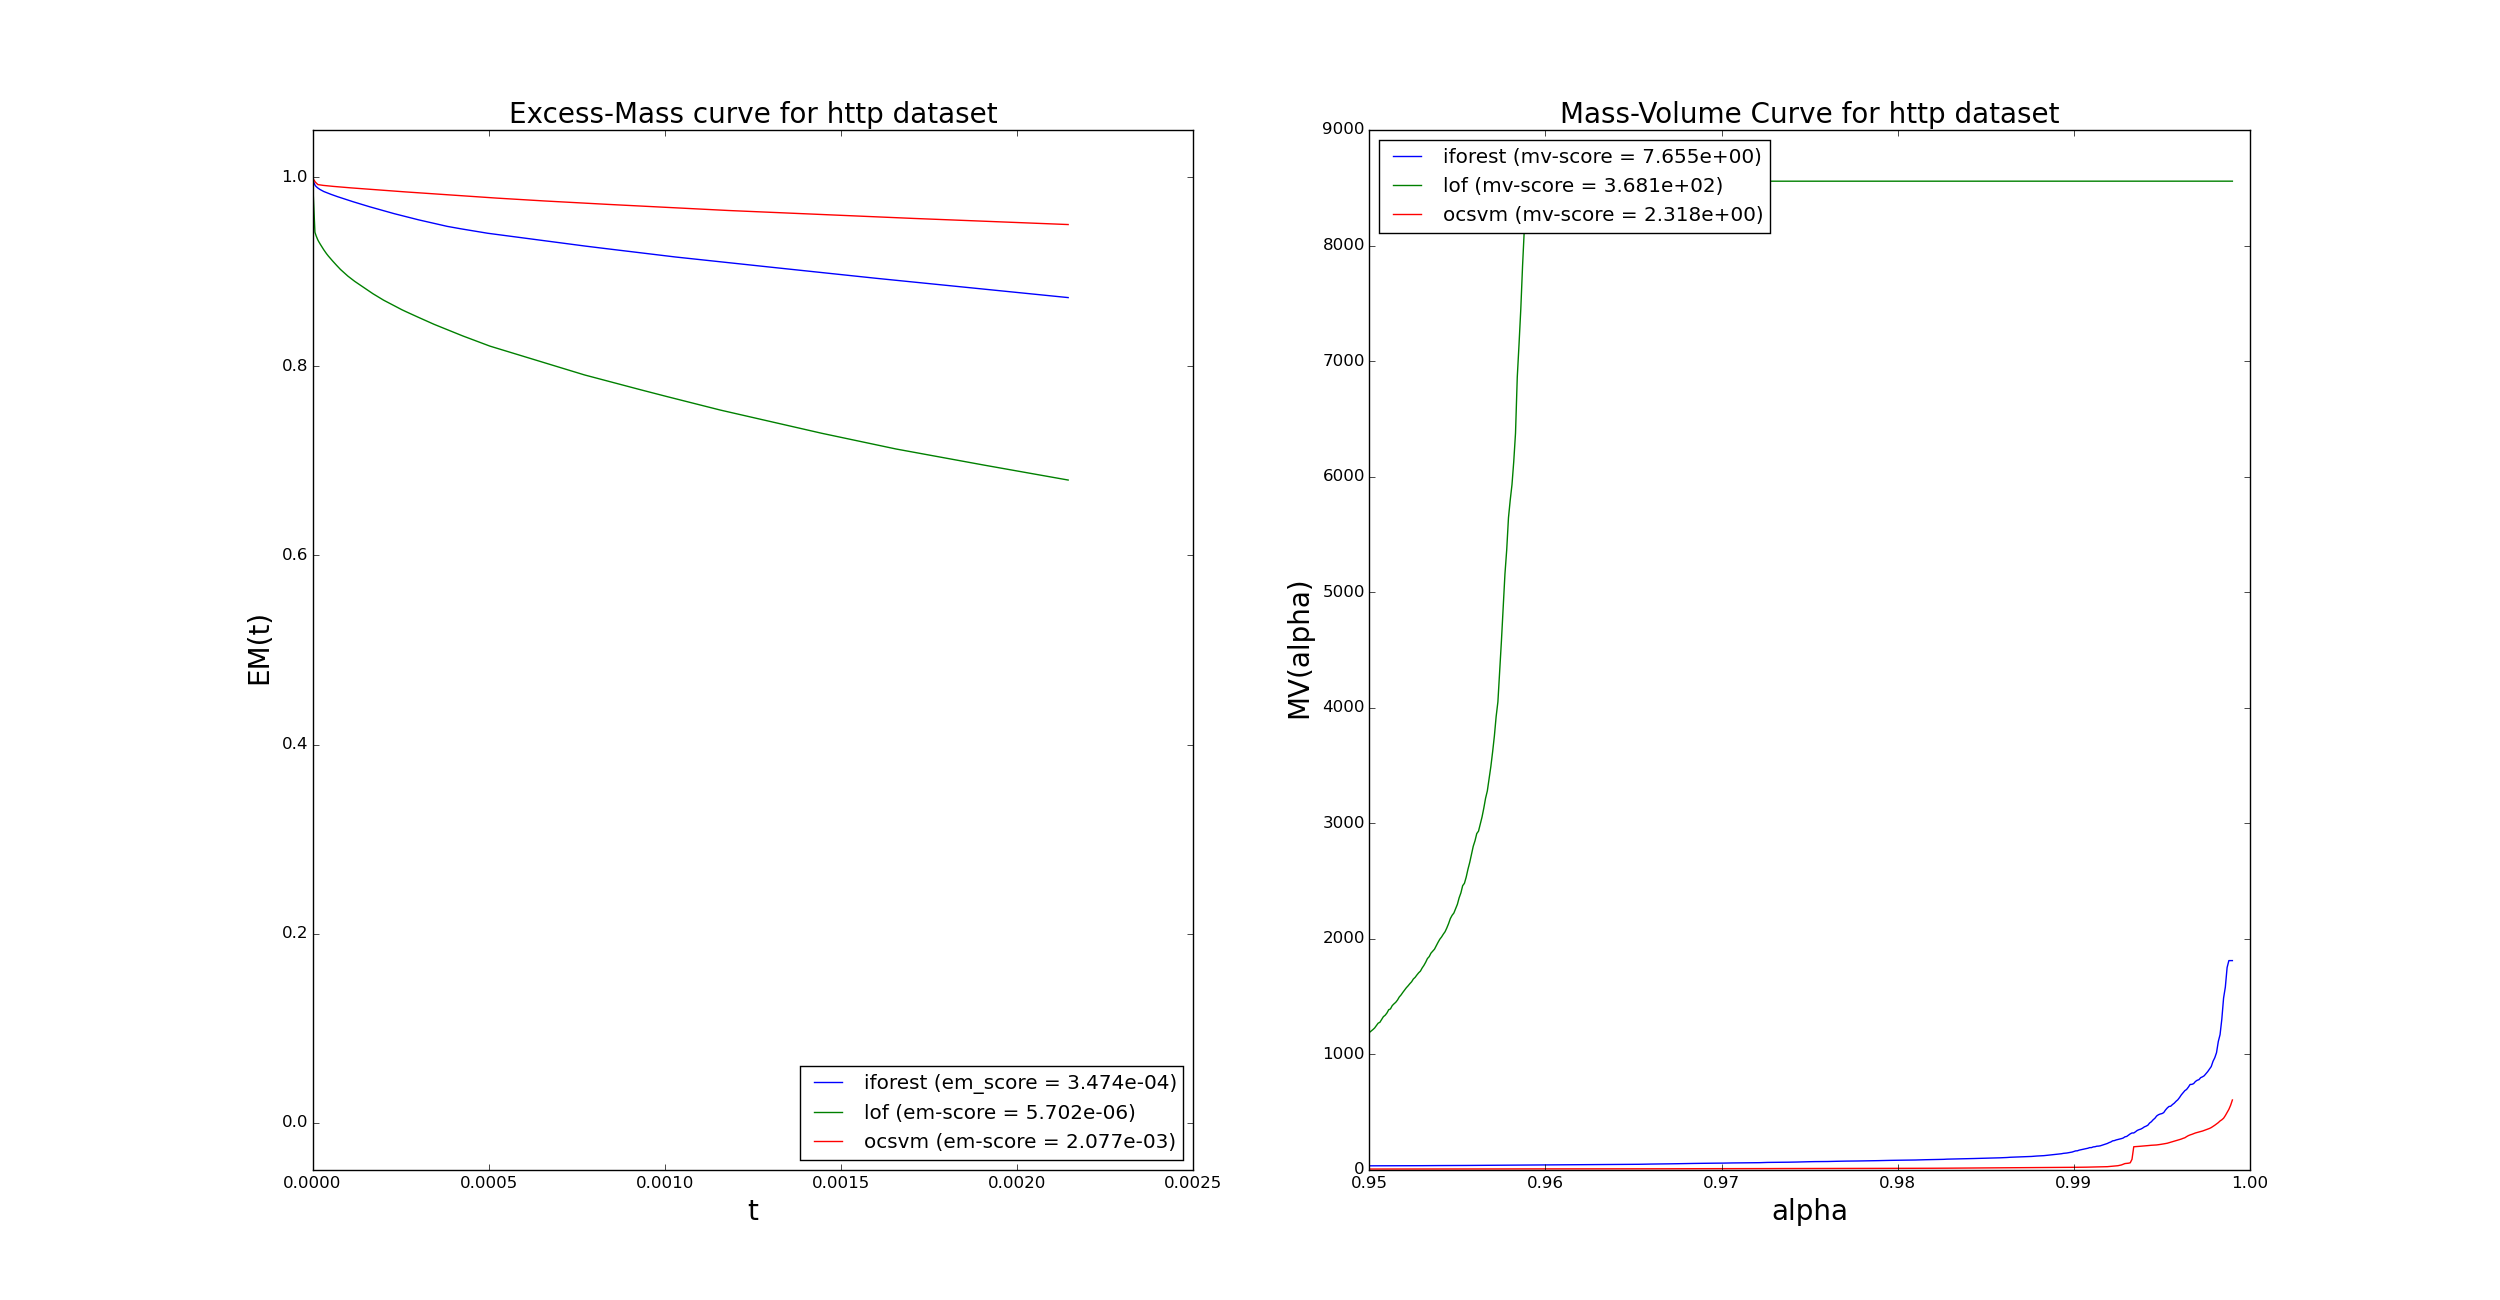 Excess-Mass curve for http dataset
1.0
0.8
0.6
0.4
0.2
0.0
EM(t)
iforest (em_score = 3.474e-04)
lof (em-score = 5.702e-06)
ocsvm (em-score = 2.077e-03)
0.0000 0.0005 0.0010 0.0015 0.0020 0.0025
t
Mass-Volume Curve for http dataset
9000
8000
7000
6000
5000
4000
3000
2000
1000
0
MV(alpha)
iforest (mv-score = 7.655e+00)
lof (mv-score = 3.681e+02)
ocsvm (mv-score = 2.318e+00)
0.95 0.96 0.97 0.98 0.99 1.00
alpha